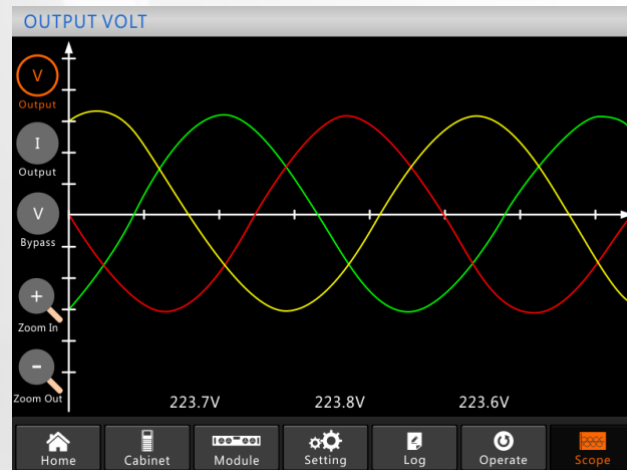 OUTPUT VOLT
V
Output
I
Output
V
Bypass
+
Zoom In
-
Zoom Out
223.7V 223.8V 223.6V
Home Cabinet Module Setting Log Operate Scope